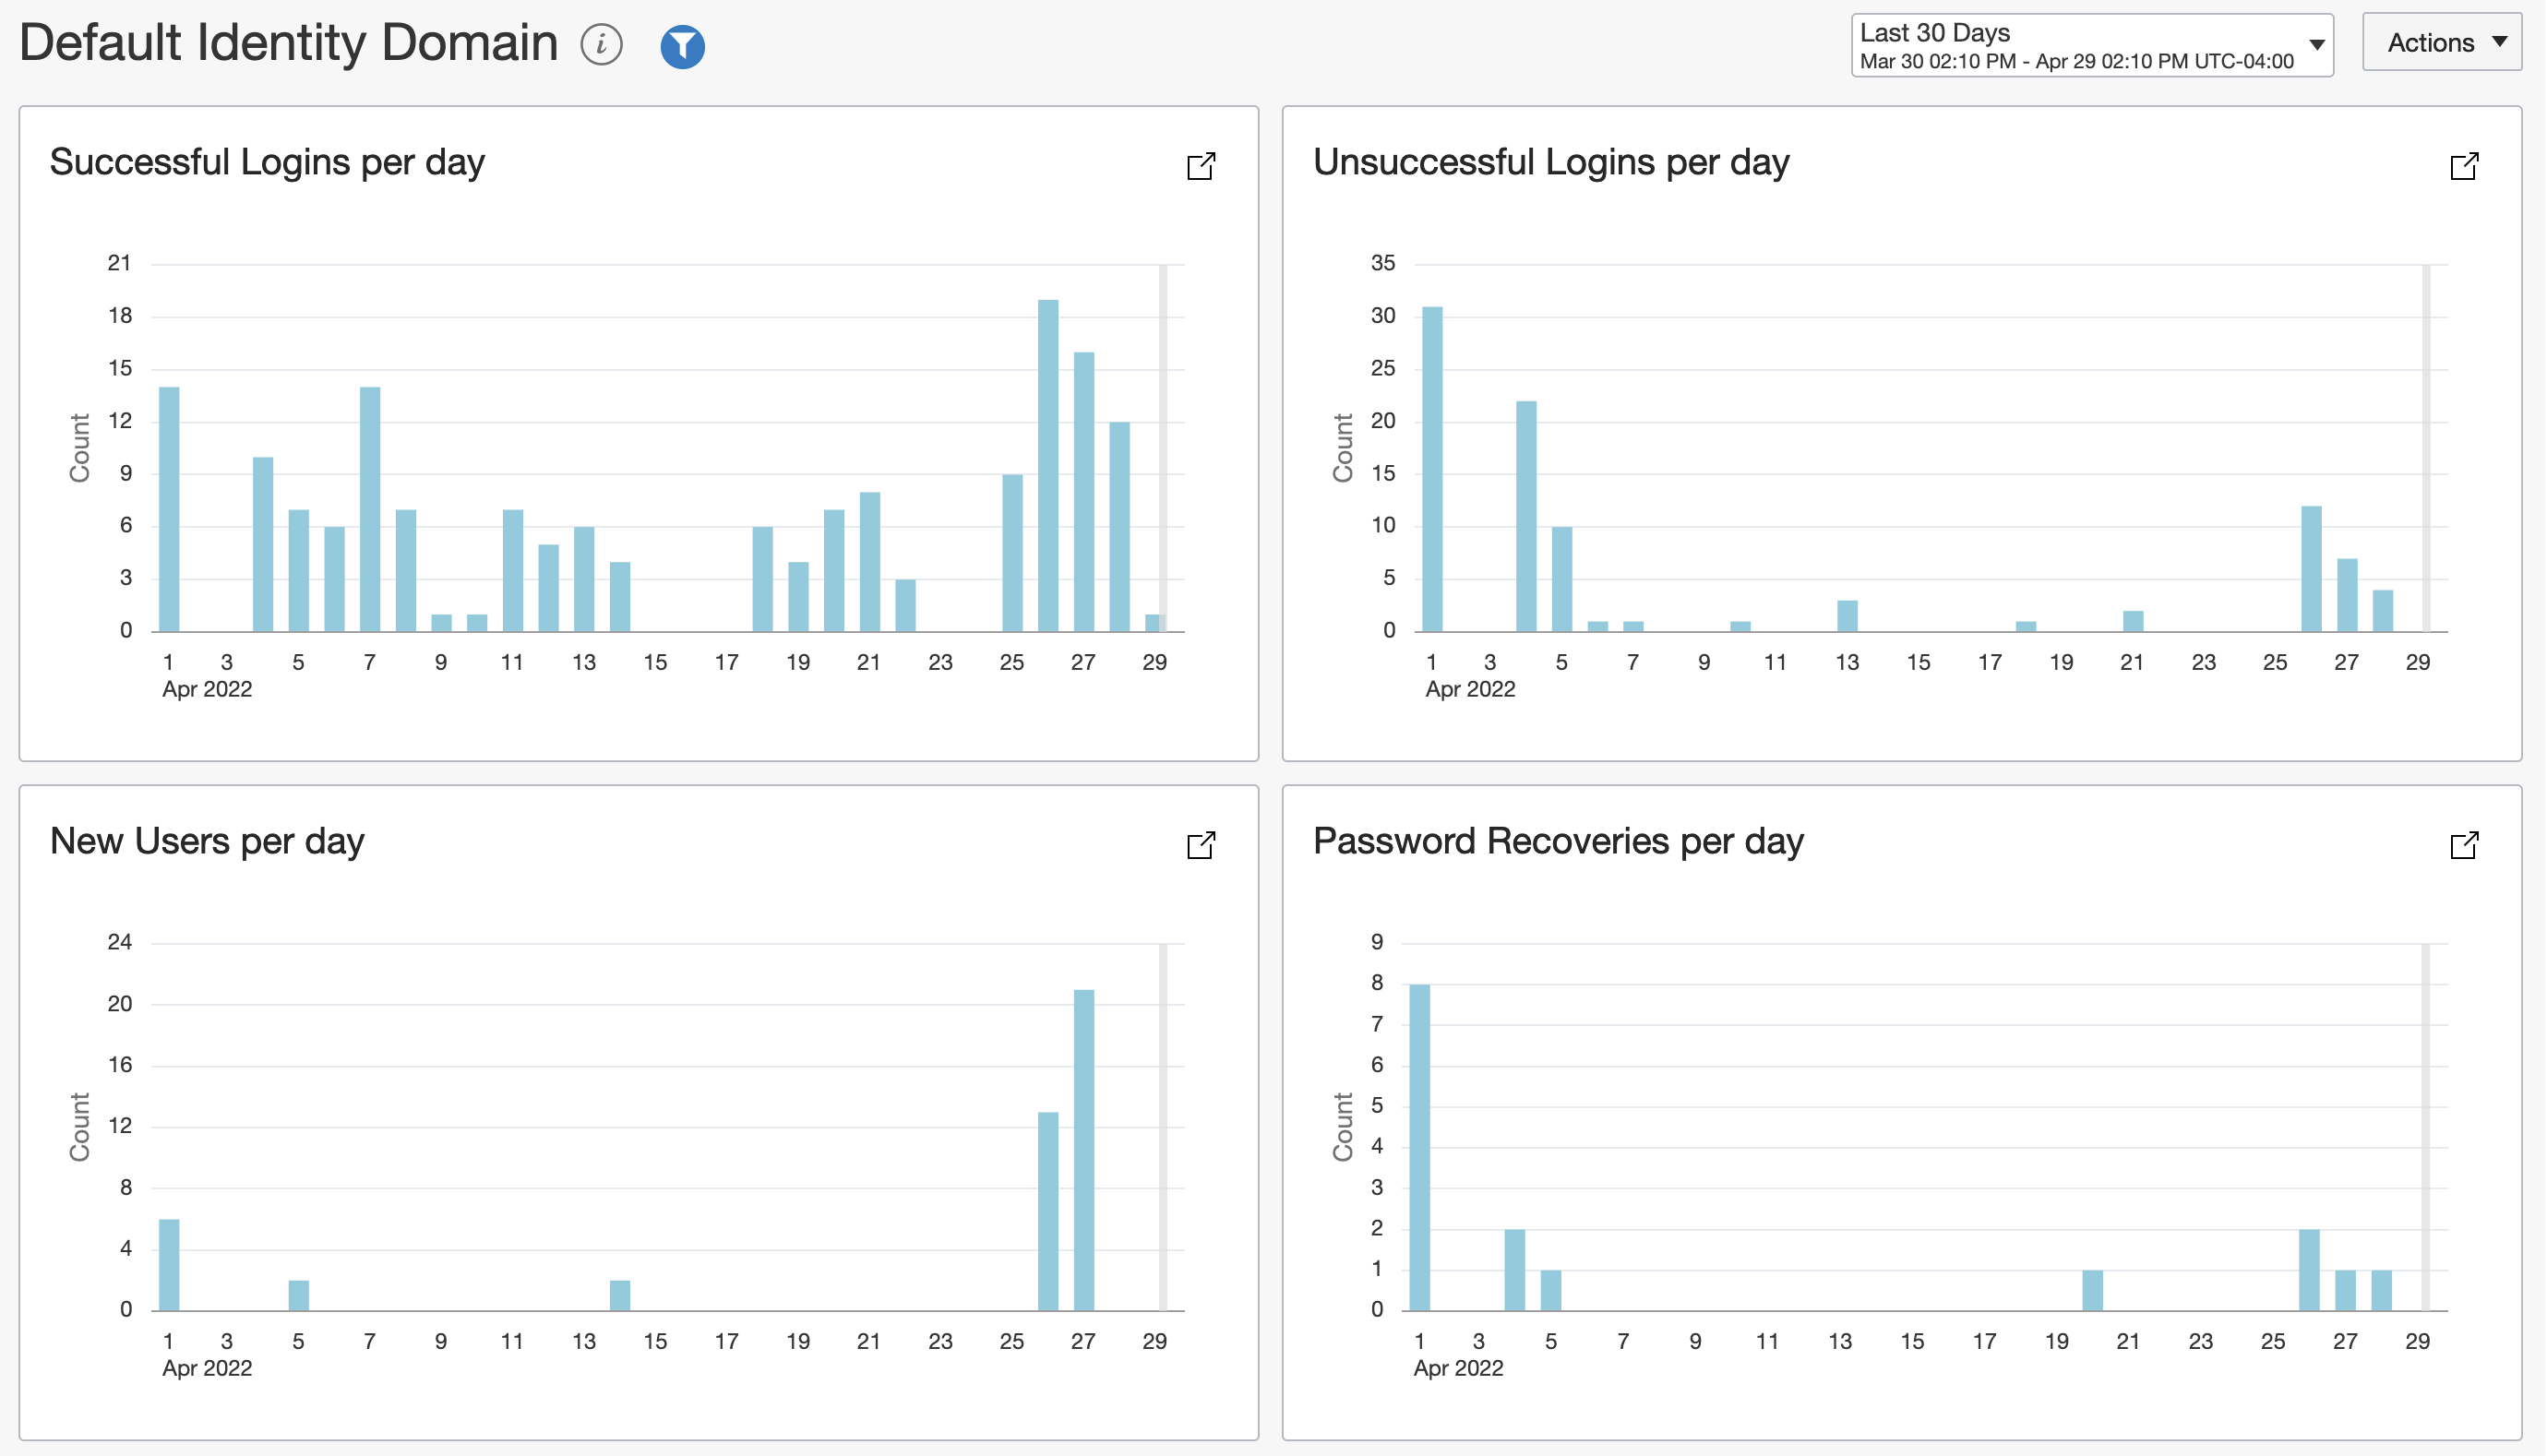 Default Identity Domain
Last 30 Days
Mar 30 02:10 PM - Apr 29 02:10 PM UTC-04:00
Actions
Successful Logins per day
Count
21
18
15
12
9
6
3
0
1 3 5 7 9 11 13 15 17 19 21 23 25 27 29
Apr 2022
Unsuccessful Logins per day
Count
35
30
25
20
15
10
5
0
1 3 5 7 9 11 13 15 17 19 21 23 25 27 29
Apr 2022
New Users per day
Count
24
20
16
12
8
4
0
1 3 5 7 9 11 13 15 17 19 21 23 25 27 29
Apr 2022
Password Recoveries per day
Count
9
8
7
6
5
4
3
2
1
0
1 3 5 7 9 11 13 15 17 19 21 23 25 27 29
Apr 2022